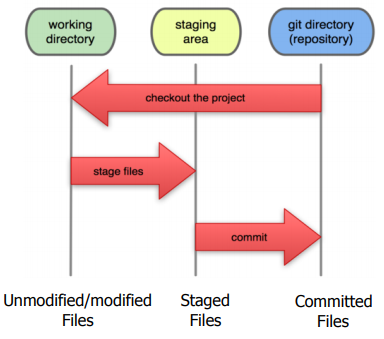 working
directory
staging
area
git directory
(repository)
checkout the project
stage files
commit
Unmodified/modified
Files
Staged
Files
Committed
Files